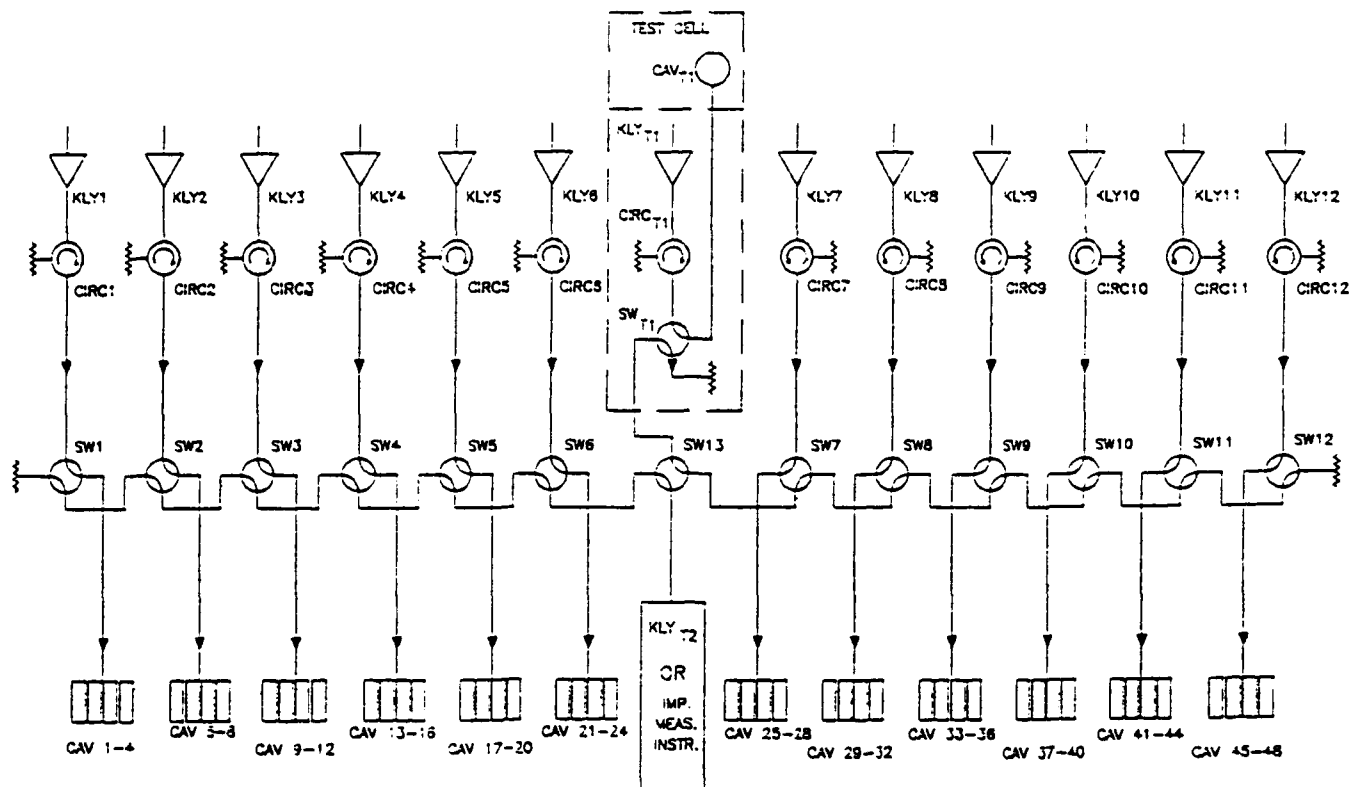 TEST CELL
CAV T1
KLY T1
KLY1 KLY2 KLY3 KLY4 KLY5 KLY6 KLY7 KLY8 KLY9 KLY10 KLY11 KLY12
CIRC T1
CIRC1 CIRC2 CIRC3 CIRC4 CIRC5 CIRC6 CIRC7 CIRC8 CIRC9 CIRC10 CIRC11 CIRC12
SW T1
SW1 SW2 SW3 SW4 SW5 SW6 SW13 SW7 SW8 SW9 SW10 SW11 SW12
KLY T2
OR
IMP.
MEAS.
INSTR.
CAV 1-4 CAV 5-8 CAV 9-12 CAV 13-16 CAV 17-20 CAV 21-24 CAV 25-28 CAV 29-32 CAV 33-36 CAV 37-40 CAV 41-44 CAV 45-48